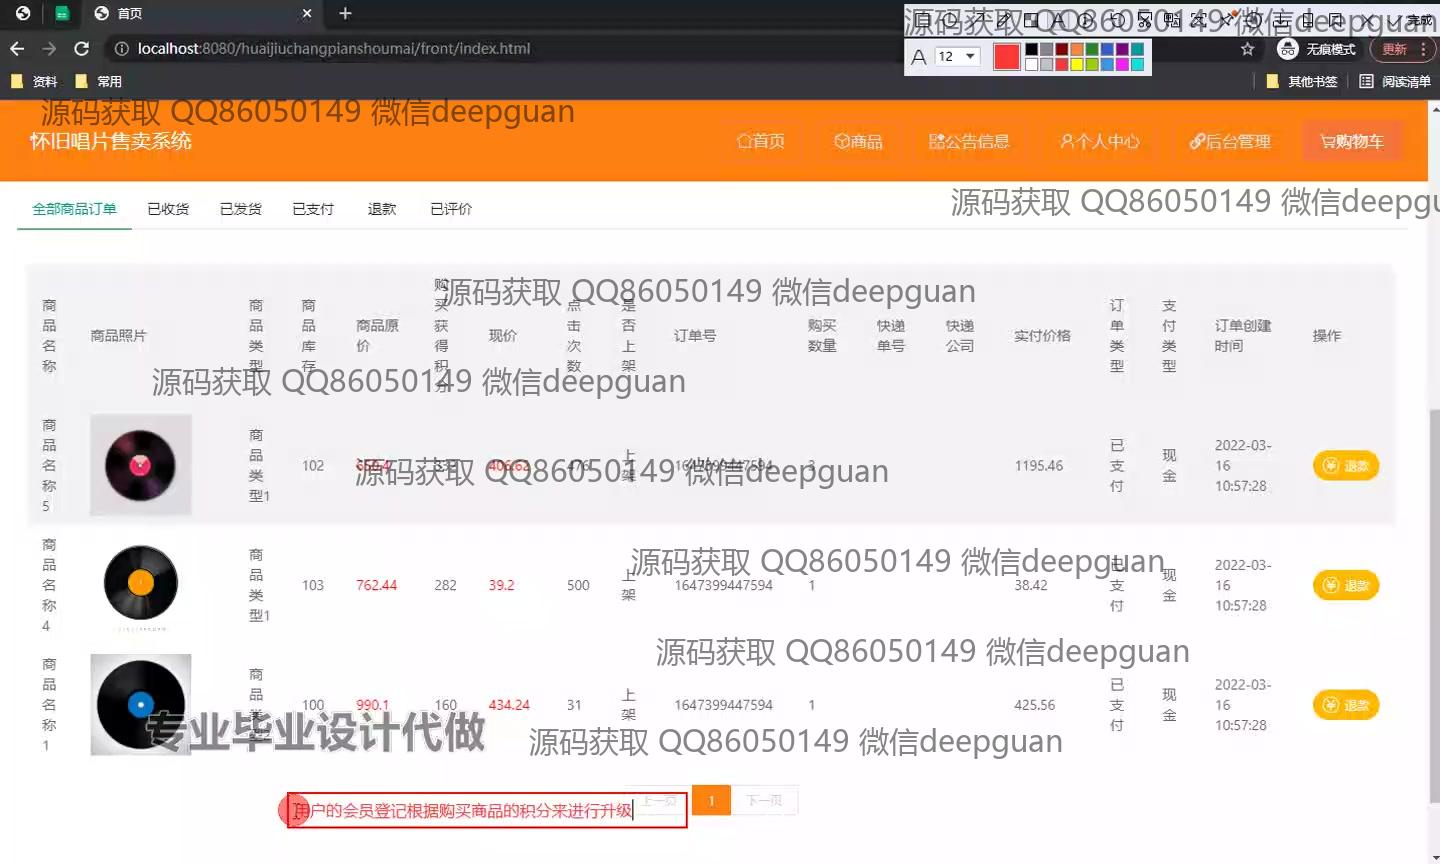 首页
完成
localhost:8080/huaijiuchangpianshoumai/front/index.html
无痕模式
更新
A 12
资料
常用
其他书签
阅读清单
源码获取 QQ86050149 微信deepguan
怀旧唱片售卖系统
首页
商品
公告信息
个人中心
后台管理
购物车
全部商品订单
已收货
已发货
已支付
退款
已评价
源码获取 QQ86050149 微信deepgu
源码获取 QQ86050149 微信deepguan
商品名称
商品照片
商品类型
商品库存
商品原价
购买获得积分
现价
点击次数
是否上架
订单号
购买数量
快递单号
快递公司
实付价格
订单类型
支付类型
订单创建时间
操作
源码获取 QQ86050149 微信deepguan
商品名称5
商品类型1
102
476
上架
1647399447594
3
1195.46
已支付
现金
2022-03-16 10:57:28
退款
源码获取 QQ86050149 微信deepguan
商品名称4
商品类型1
103
762.44
282
39.2
500
上架
1647399447594
1
38.42
已支付
现金
2022-03-16 10:57:28
退款
源码获取 QQ86050149 微信deepguan
源码获取 QQ86050149 微信deepguan
商品名称1
100
990.1
160
434.24
31
上架
1647399447594
1
425.56
已支付
现金
2022-03-16 10:57:28
退款
专业毕业设计代做
源码获取 QQ86050149 微信deepguan
上一页
1
下一页
用户的会员登记根据购买商品的积分来进行升级